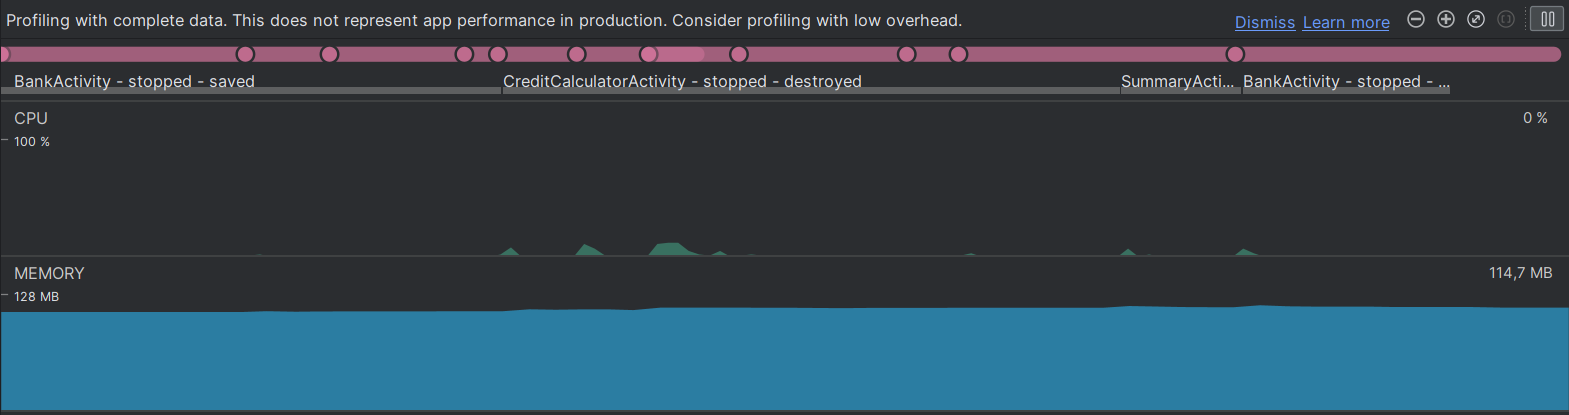 Profiling with complete data. This does not represent app performance in production. Consider profiling with low overhead. Dismiss Learn more
BankActivity - stopped - saved CreditCalculatorActivity - stopped - destroyed SummaryActi... BankActivity - stopped - ...
CPU 0 %
100 %
MEMORY 114,7 MB
128 MB